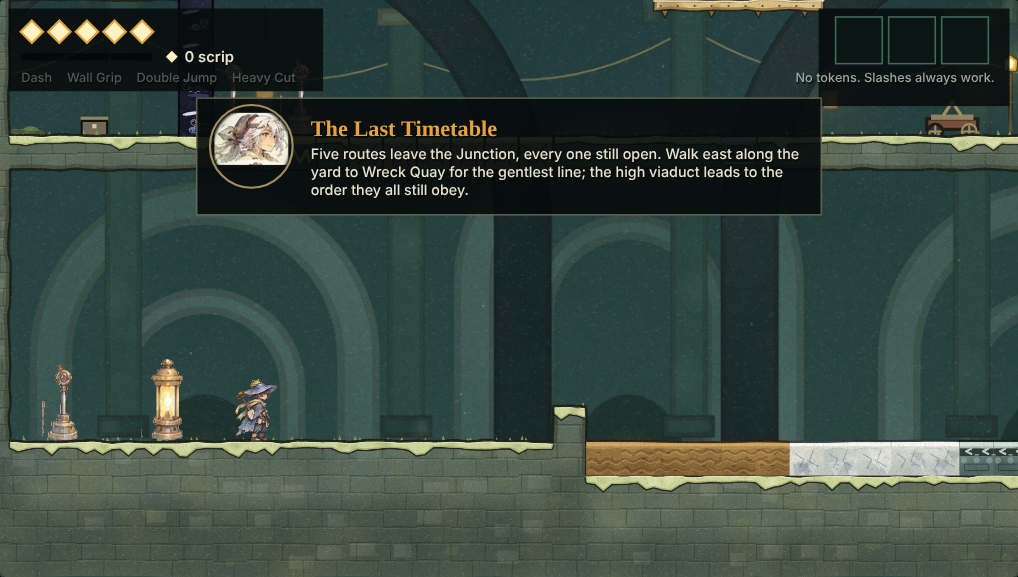 0 scrip
Dash Wall Grip Double Jump Heavy Cut
No tokens. Slashes always work.
The Last Timetable
Five routes leave the Junction, every one still open. Walk east along the
yard to Wreck Quay for the gentlest line; the high viaduct leads to the
order they all still obey.